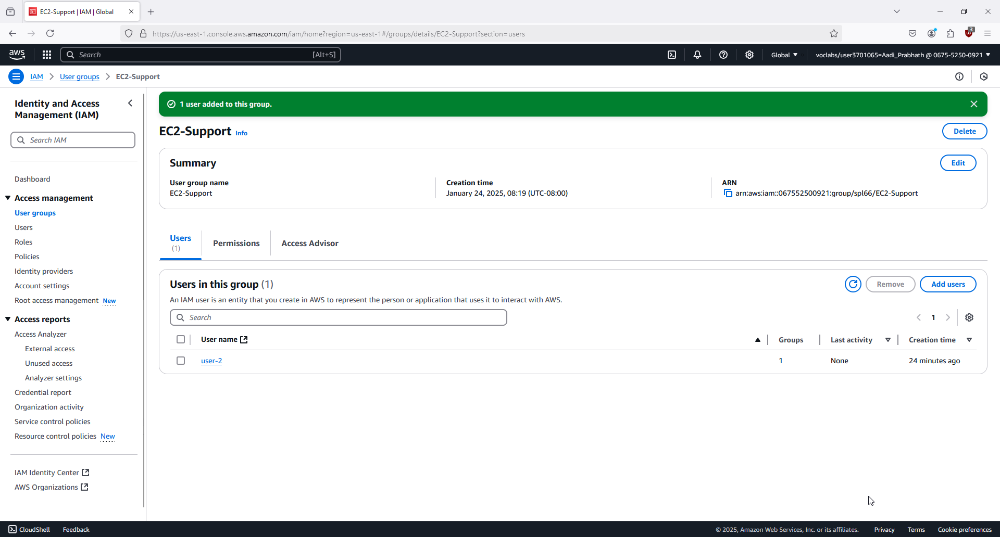 EC2-Support | IAM | Global
https://us-east-1.console.aws.amazon.com/iam/home?region=us-east-1#/groups/details/EC2-Support?section=users
3
aws
Search
[Alt+S]
Global
voclabs/user3701065=Aadi_Prabhath @ 0675-5250-0921
IAM
User groups
EC2-Support
Identity and Access
Management (IAM)
Search IAM
Dashboard
Access management
User groups
Users
Roles
Policies
Identity providers
Account settings
Root access management New
Access reports
Access Analyzer
External access
Unused access
Analyzer settings
Credential report
Organization activity
Service control policies
Resource control policies New
IAM Identity Center
AWS Organizations
1 user added to this group.
EC2-Support Info
Delete
Summary
Edit
User group name
EC2-Support
Creation time
January 24, 2025, 08:19 (UTC-08:00)
ARN
arn:aws:iam::067552500921:group/spl66/EC2-Support
Users
(1)
Permissions
Access Advisor
Users in this group (1)
Remove
Add users
An IAM user is an entity that you create in AWS to represent the person or application that uses it to interact with AWS.
Search
1
User name
Groups
Last activity
Creation time
user-2
1
None
24 minutes ago
CloudShell
Feedback
© 2025, Amazon Web Services, Inc. or its affiliates.
Privacy
Terms
Cookie preferences